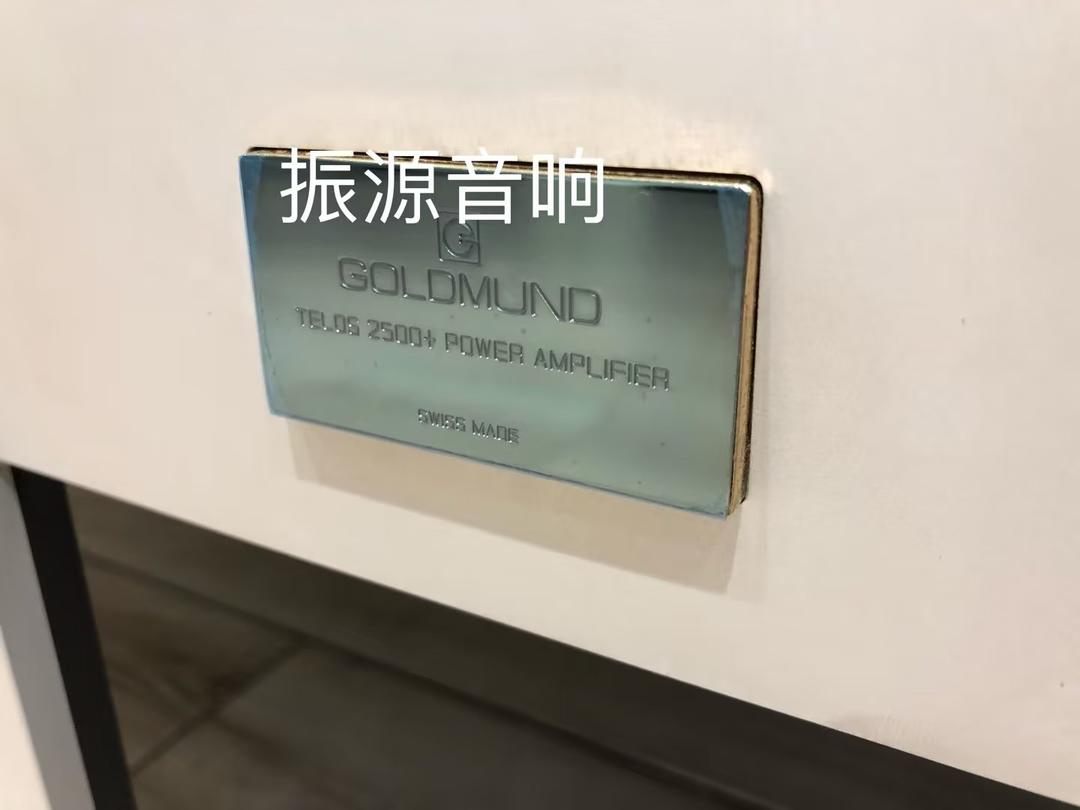 振源音响
G
GOLDMUND
TELOS 2500+ POWER AMPLIFIER
SWISS MADE